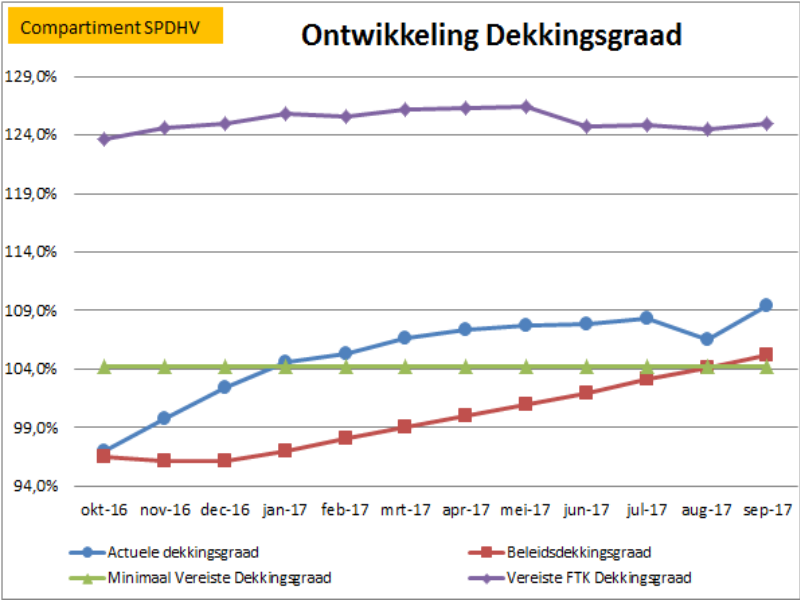 Compartiment SPDHV
Ontwikkeling Dekkingsgraad
129,0%
124,0%
119,0%
114,0%
109,0%
104,0%
99,0%
94,0%
okt-16 nov-16 dec-16 jan-17 feb-17 mrt-17 apr-17 mei-17 jun-17 jul-17 aug-17 sep-17
Actuele dekkingsgraad Beleidsdekkingsgraad
Minimaal Vereiste Dekkingsgraad Vereiste FTK Dekkingsgraad